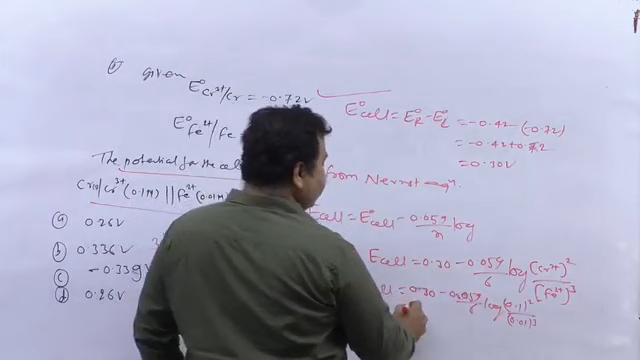 given E°Cr³⁺/Cr = -0.72V
E°Fe²⁺/Fe
The potential for the cell
Cr(s)/Cr³⁺(0.1M) || Fe²⁺(0.01M
(a) 0.26V
(b) 0.336V
(c) -0.339V
(d) 0.26V
E°cell = E°R - E°L = -0.42 - (-0.72)
= -0.42 + 0.72
= 0.30V
from Nernst eqⁿ.
Ecell = E°cell - 0.059/n log
Ecell = 0.30 - 0.059/6 log [Cr³⁺]²/[Fe²⁺]³
= 0.30 - 0.059/6 log (0.1)²/(0.01)³